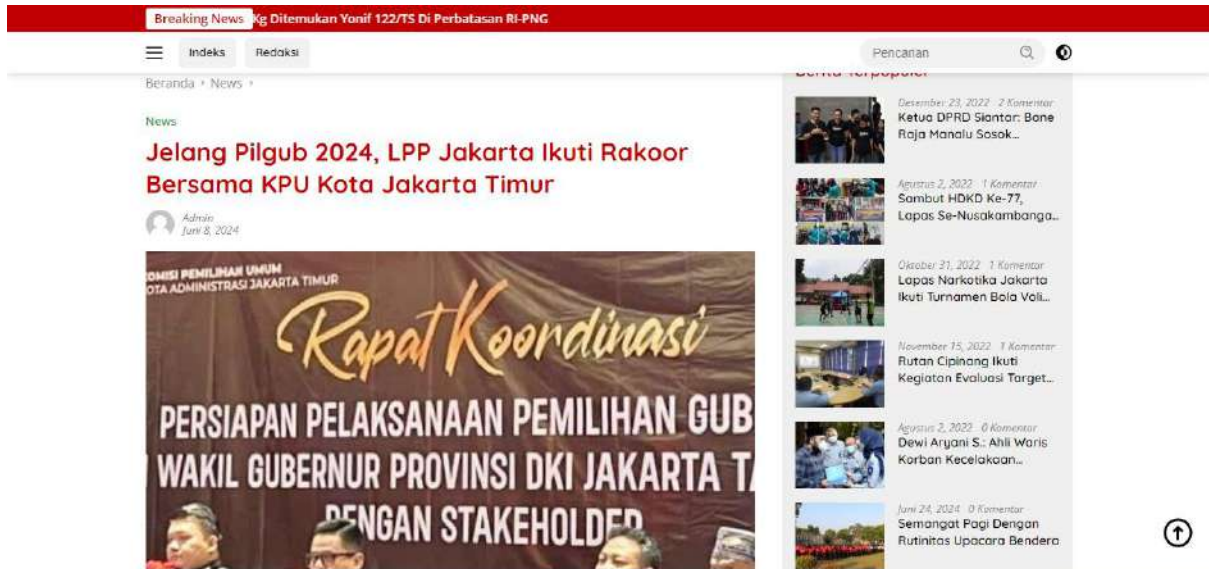 Breaking News Kg Ditemukan Yonif 122/TS Di Perbatasan RI-PNG
Indeks Redaksi Pencarian
Beranda News
News
Jelang Pilgub 2024, LPP Jakarta Ikuti Rakoor
Bersama KPU Kota Jakarta Timur
Admin
Juni 8, 2024
KOMISI PEMILIHAN UMUM
OTA ADMINISTRASI JAKARTA TIMUR
Rapat Koordinasi
PERSIAPAN PELAKSANAAN PEMILIHAN GUB
WAKIL GUBERNUR PROVINSI DKI JAKARTA TA
DENGAN STAKEHOLDER
Berita Terpopuler
Desember 23, 2022 2 Komentar
Ketua DPRD Siantar: Bane
Raja Manalu Sosok...
Agustus 2, 2022 1 Komentar
Sambut HDKD Ke-77,
Lapas Se-Nusakambanga...
Oktober 31, 2022 1 Komentar
Lapas Narkotika Jakarta
Ikuti Turnamen Bola Voli...
November 15, 2022 1 Komentar
Rutan Cipinang Ikuti
Kegiatan Evaluasi Target...
Agustus 2, 2022 0 Komentar
Dewi Aryani S.: Ahli Waris
Korban Kecelakaan...
Juni 24, 2024 0 Komentar
Semangat Pagi Dengan
Rutinitas Upacara Bendera